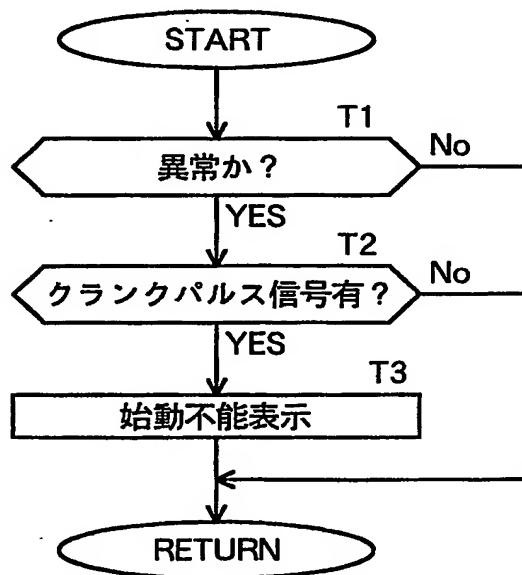 START
T1
異常か？
No
YES
T2
クランクパルス信号有？
No
YES
T3
始動不能表示
RETURN